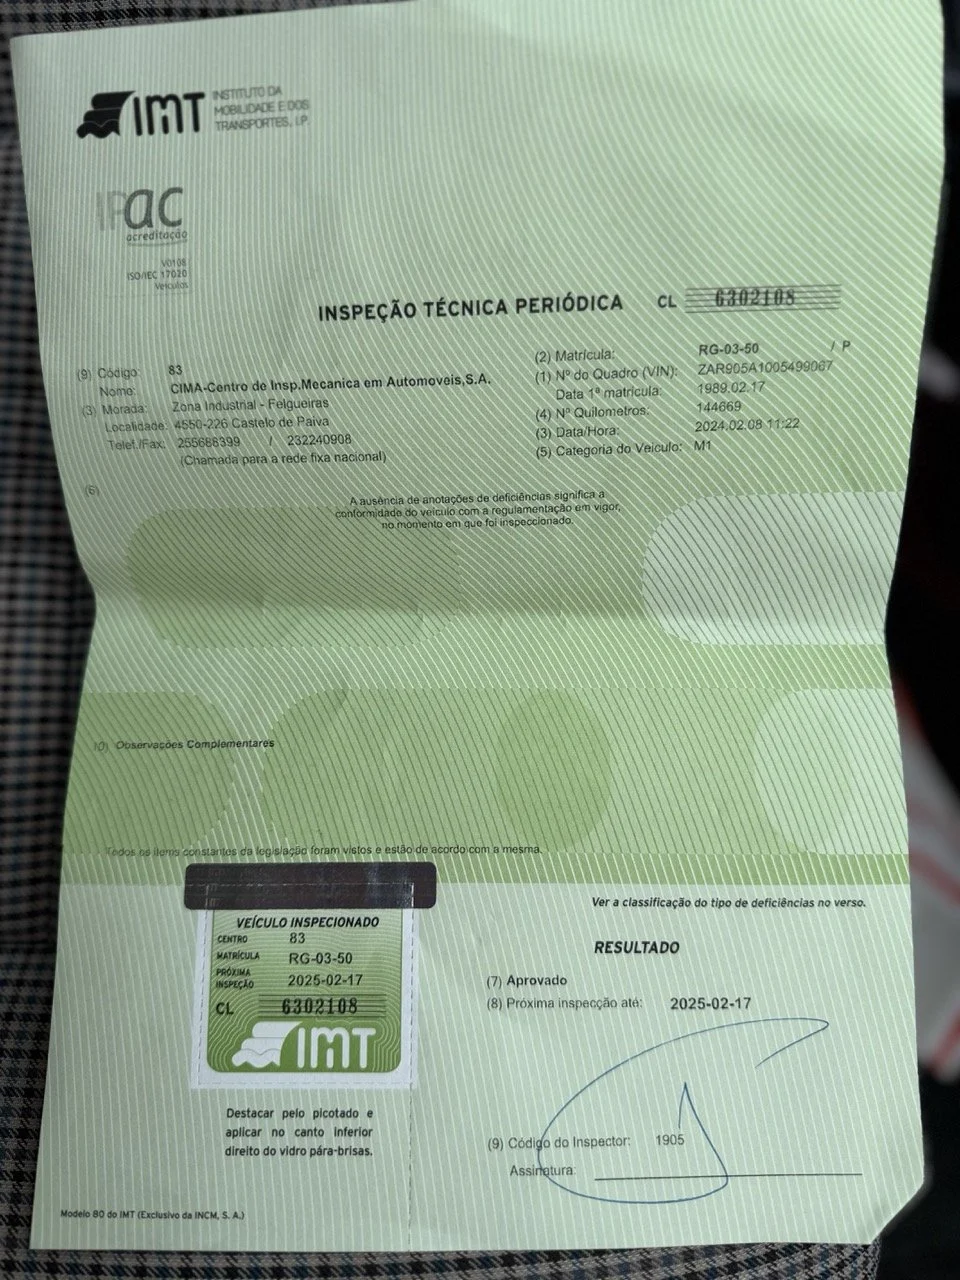 IMT INSTITUTO DA
MOBILIDADE E DOS
TRANSPORTES, I.P.
IPac
acreditação
V0108
ISO/IEC 17020
Veículos
INSPEÇÃO TÉCNICA PERIÓDICA CL 6302108
(9) Código: 83
Nome: CIMA-Centro de Insp.Mecanica em Automoveis,S.A.
(3) Morada: Zona Industrial - Felgueiras
Localidade: 4550-226 Castelo de Paiva
Telef./Fax: 255688399 / 232240908
(Chamada para a rede fixa nacional)
(2) Matrícula: RG-03-50 / P
(1) Nº do Quadro (VIN): ZAR905A1005499067
Data 1ª matrícula: 1989.02.17
(4) Nº Quilometros: 144669
(3) Data/Hora: 2024.02.08 11:22
(5) Categoria do Veículo: M1
(6)
A ausência de anotações de deficiências significa a
conformidade do veículo com a regulamentação em vigor,
no momento em que foi inspeccionado.
10) Observações Complementares
Todos os items constantes da legislação foram vistos e estão de acordo com a mesma.
Ver a classificação do tipo de deficiências no verso.
VEÍCULO INSPECIONADO
CENTRO 83
MATRÍCULA RG-03-50
PRÓXIMA
INSPEÇÃO 2025-02-17
CL 6302108
IMT
Destacar pelo picotado e
aplicar no canto inferior
direito do vidro pára-brisas.
RESULTADO
(7) Aprovado
(8) Próxima inspecção até: 2025-02-17
(9) Código do Inspector: 1905
Assinatura:
Modelo 80 do IMT (Exclusivo da INCM, S. A.)